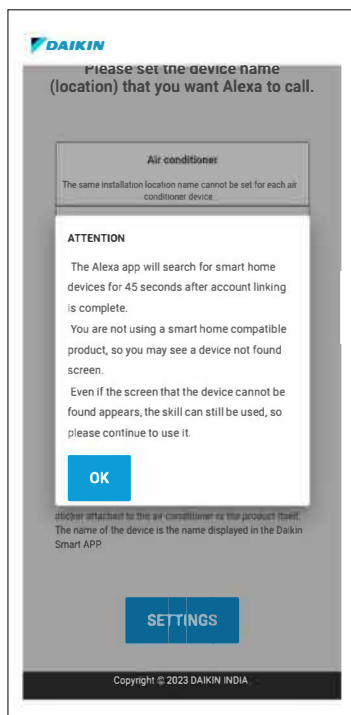 DAIKIN
Please set the device name
(location) that you want Alexa to call.
Air conditioner
The same installation location name cannot be set for each air
conditioner device
ATTENTION
The Alexa app will search for smart home
devices for 45 seconds after account linking
is complete.
You are not using a smart home compatible
product, so you may see a device not found
screen.
Even if the screen that the device cannot be
found appears, the skill can still be used, so
please continue to use it.
OK
sticker attached to the air conditioner or the product itself.
The name of the device is the name displayed in the Daikin
Smart APP.
SETTINGS
Copyright © 2023 DAIKIN INDIA